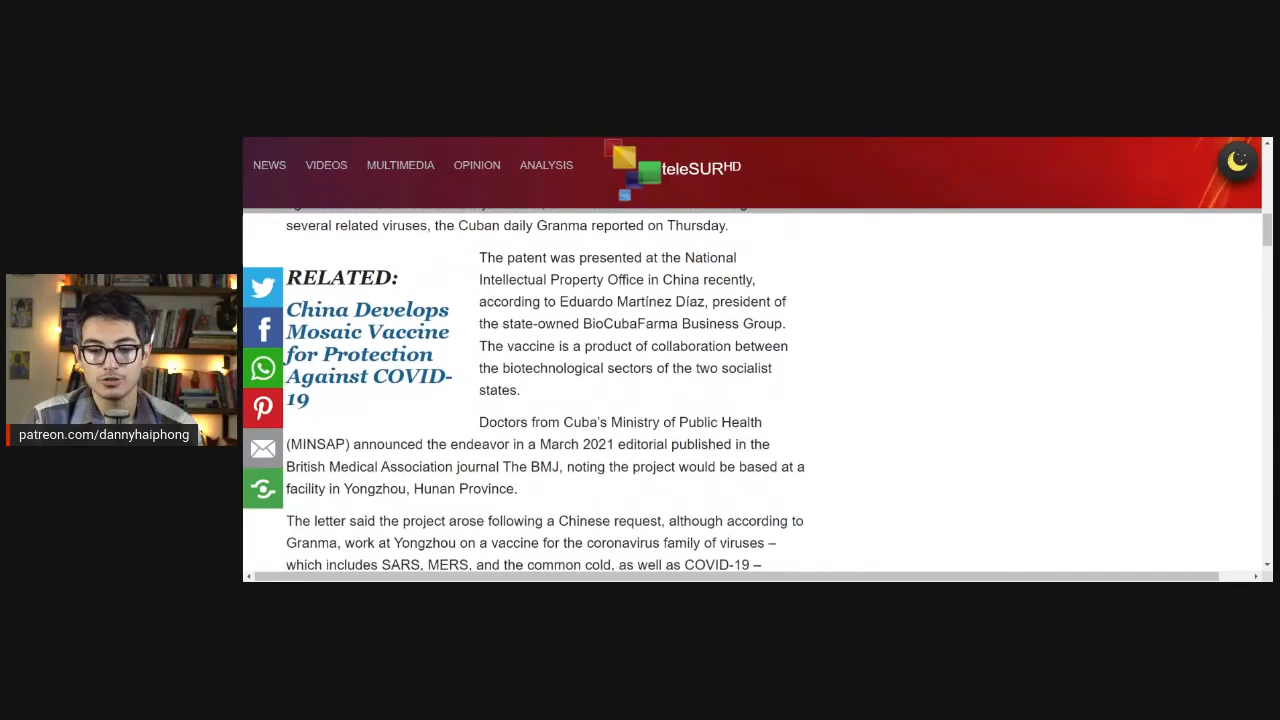 NEWS VIDEOS MULTIMEDIA OPINION ANALYSIS
teleSURHD
several related viruses, the Cuban daily Granma reported on Thursday.
RELATED:
China Develops
Mosaic Vaccine
for Protection
Against COVID-
19
The patent was presented at the National
Intellectual Property Office in China recently,
according to Eduardo Martínez Díaz, president of
the state-owned BioCubaFarma Business Group.
The vaccine is a product of collaboration between
the biotechnological sectors of the two socialist
states.
Doctors from Cuba’s Ministry of Public Health
(MINSAP) announced the endeavor in a March 2021 editorial published in the
British Medical Association journal The BMJ, noting the project would be based at a
facility in Yongzhou, Hunan Province.
The letter said the project arose following a Chinese request, although according to
Granma, work at Yongzhou on a vaccine for the coronavirus family of viruses –
which includes SARS, MERS, and the common cold, as well as COVID-19 –
patreon.com/dannyhaiphong